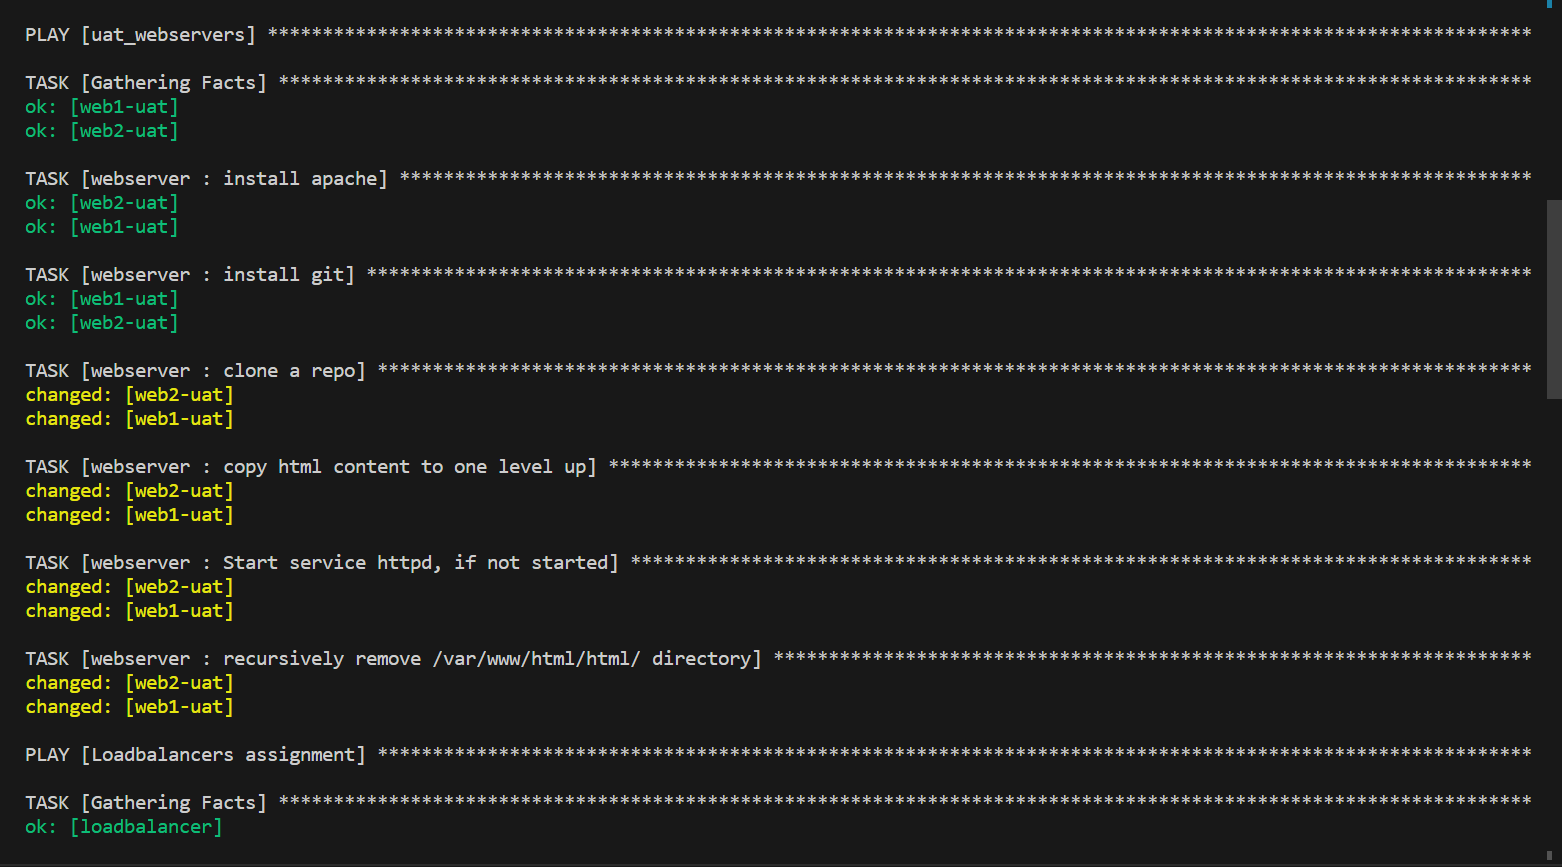 PLAY [uat_webservers] *******************************************************************************************************************
TASK [Gathering Facts] ******************************************************************************************************************
ok: [web1-uat]
ok: [web2-uat]
TASK [webserver : install apache] *******************************************************************************************************
ok: [web2-uat]
ok: [web1-uat]
TASK [webserver : install git] **********************************************************************************************************
ok: [web1-uat]
ok: [web2-uat]
TASK [webserver : clone a repo] *********************************************************************************************************
changed: [web2-uat]
changed: [web1-uat]
TASK [webserver : copy html content to one level up] ************************************************************************************
changed: [web2-uat]
changed: [web1-uat]
TASK [webserver : Start service httpd, if not started] **********************************************************************************
changed: [web2-uat]
changed: [web1-uat]
TASK [webserver : recursively remove /var/www/html/html/ directory] *********************************************************************
changed: [web2-uat]
changed: [web1-uat]
PLAY [Loadbalancers assignment] *********************************************************************************************************
TASK [Gathering Facts] ******************************************************************************************************************
ok: [loadbalancer]